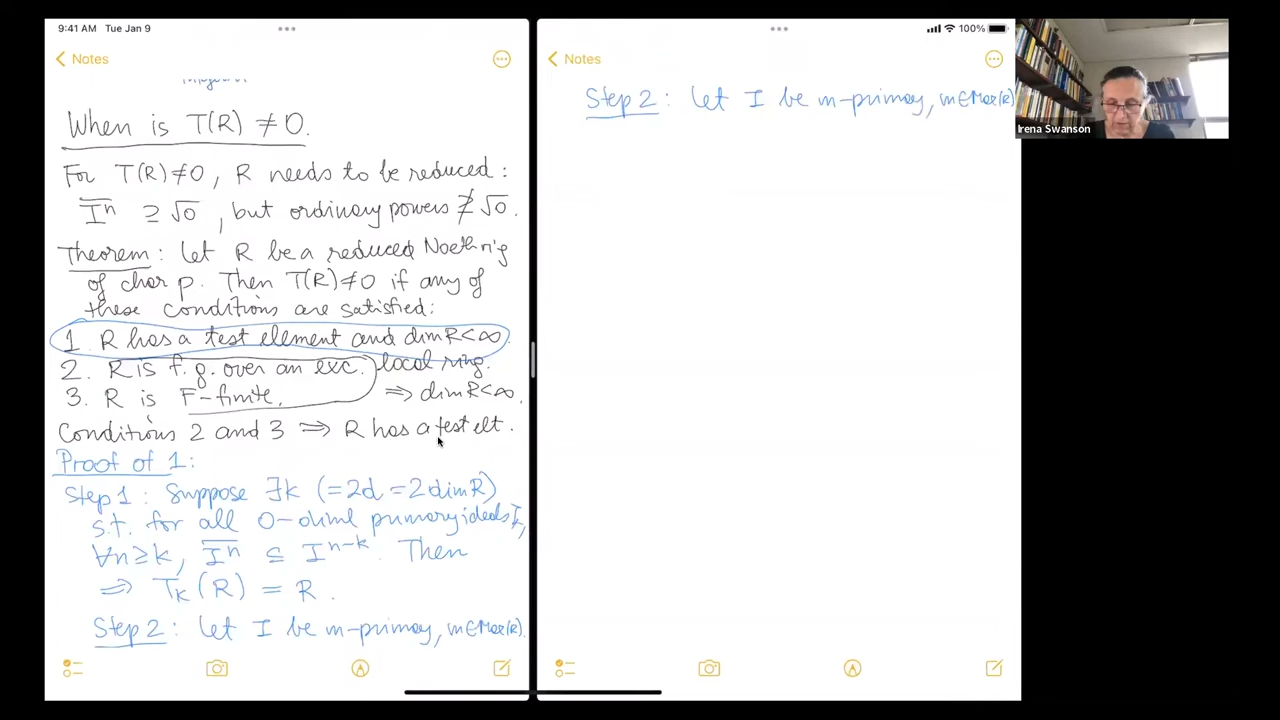 9:41 AM Tue Jan 9
100%
Notes
Notes
When is T(R) ≠ 0.
For T(R) ≠ 0, R needs to be reduced:
\overline{I^n} ⊇ √0, but ordinary powers ⊉ √0.
Theorem: let R be a reduced Noeth ring
of char p. Then T(R) ≠ 0 if any of
these conditions are satisfied:
1. R has a test element and dim R < ∞.
2. R is f.g. over an exc. local ring.
3. R is F-finite. ⇒ dim R < ∞.
Conditions 2 and 3 ⇒ R has a test elt.
Proof of 1:
Step 1: Suppose ∃k (=2d = 2 dim R)
s.t. for all 0-diml primary ideals I,
∀n ≥ k, \overline{I^n} ⊆ I^{n-k}. Then
⇒ T_k(R) = R.
Step 2: let I be m-primary, m ∈ Max(R).
Step 2: let I be m-primary, m ∈ Max(R)
Irena Swanson